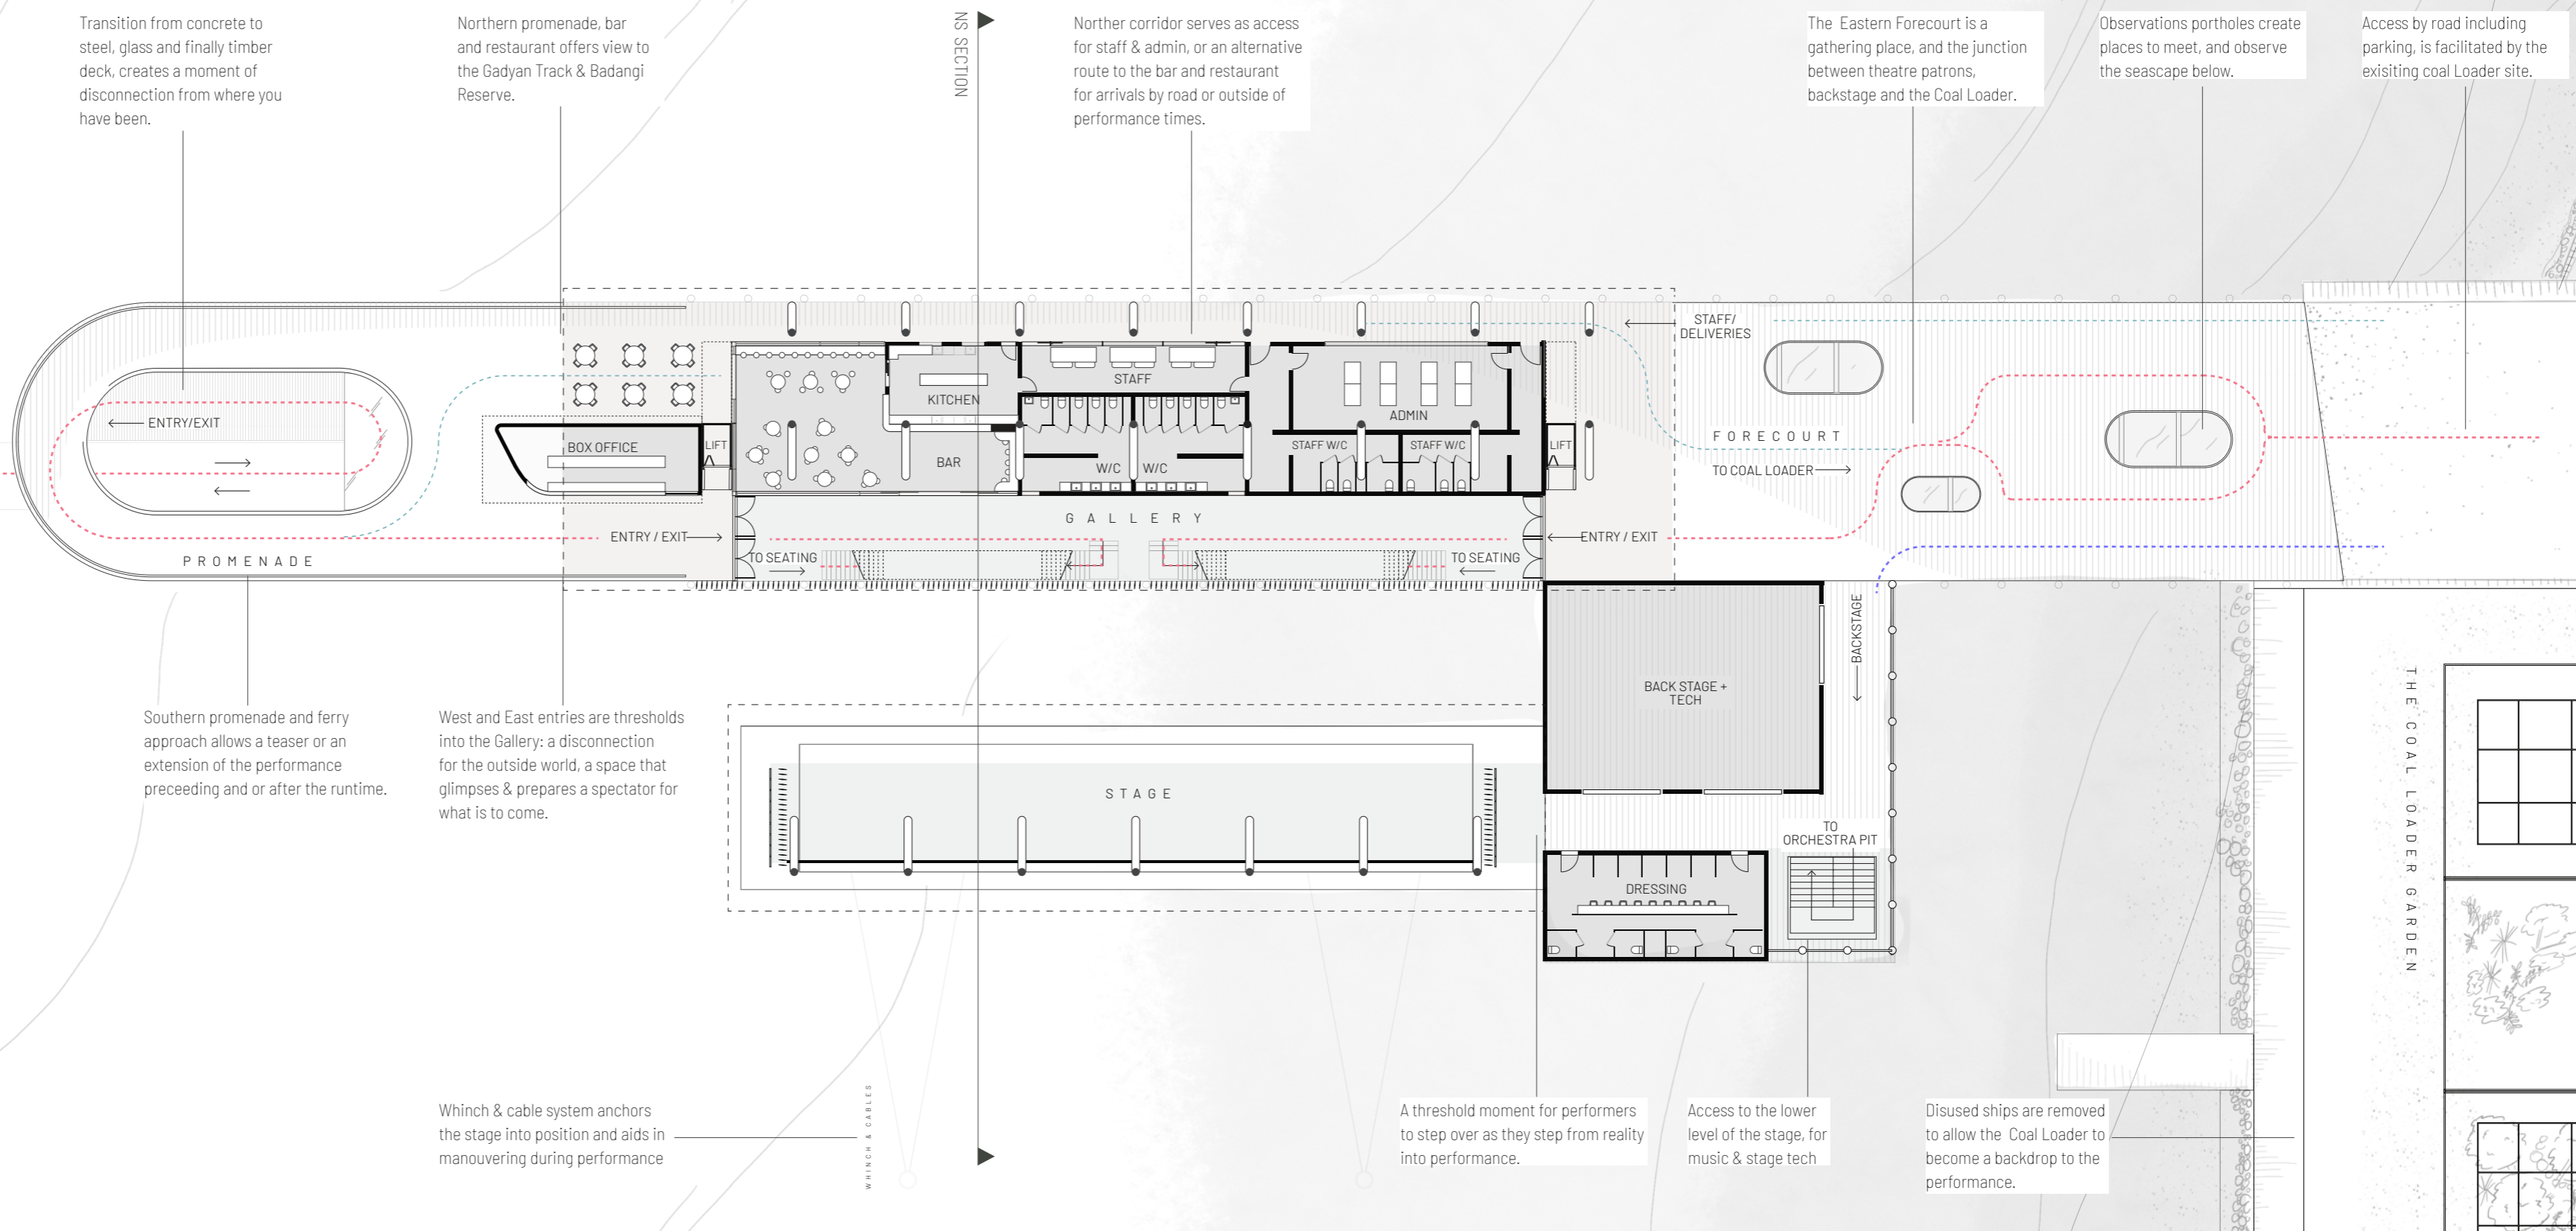 Transition from concrete to
steel, glass and finally timber
deck, creates a moment of
disconnection from where you
have been.
Northern promenade, bar
and restaurant offers view to
the Gadyan Track & Badangi
Reserve.
NS SECTION
Norther corridor serves as access
for staff & admin, or an alternative
route to the bar and restaurant
for arrivals by road or outside of
performance times.
The Eastern Forecourt is a
gathering place, and the junction
between theatre patrons,
backstage and the Coal Loader.
Observations portholes create
places to meet, and observe
the seascape below.
Access by road including
parking, is facilitated by the
exisiting coal Loader site.
STAFF/
DELIVERIES
STAFF
KITCHEN
ADMIN
ENTRY/EXIT
BOX OFFICE
LIFT
BAR
W/C
W/C
STAFF W/C
STAFF W/C
LIFT
FORECOURT
TO COAL LOADER
GALLERY
ENTRY / EXIT
ENTRY / EXIT
TO SEATING
TO SEATING
PROMENADE
BACKSTAGE
BACK STAGE +
TECH
THE COAL LOADER GARDEN
Southern promenade and ferry
approach allows a teaser or an
extension of the performance
preceeding and or after the runtime.
West and East entries are thresholds
into the Gallery: a disconnection
for the outside world, a space that
glimpses & prepares a spectator for
what is to come.
STAGE
TO
ORCHESTRA PIT
DRESSING
Whinch & cable system anchors
the stage into position and aids in
manouvering during performance
WHINCH & CABLES
A threshold moment for performers
to step over as they step from reality
into performance.
Access to the lower
level of the stage, for
music & stage tech
Disused ships are removed
to allow the Coal Loader to
become a backdrop to the
performance.